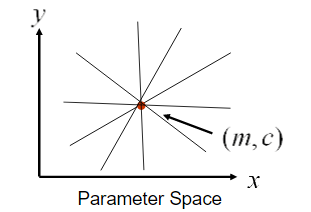 y
(m, c)
x
Parameter Space